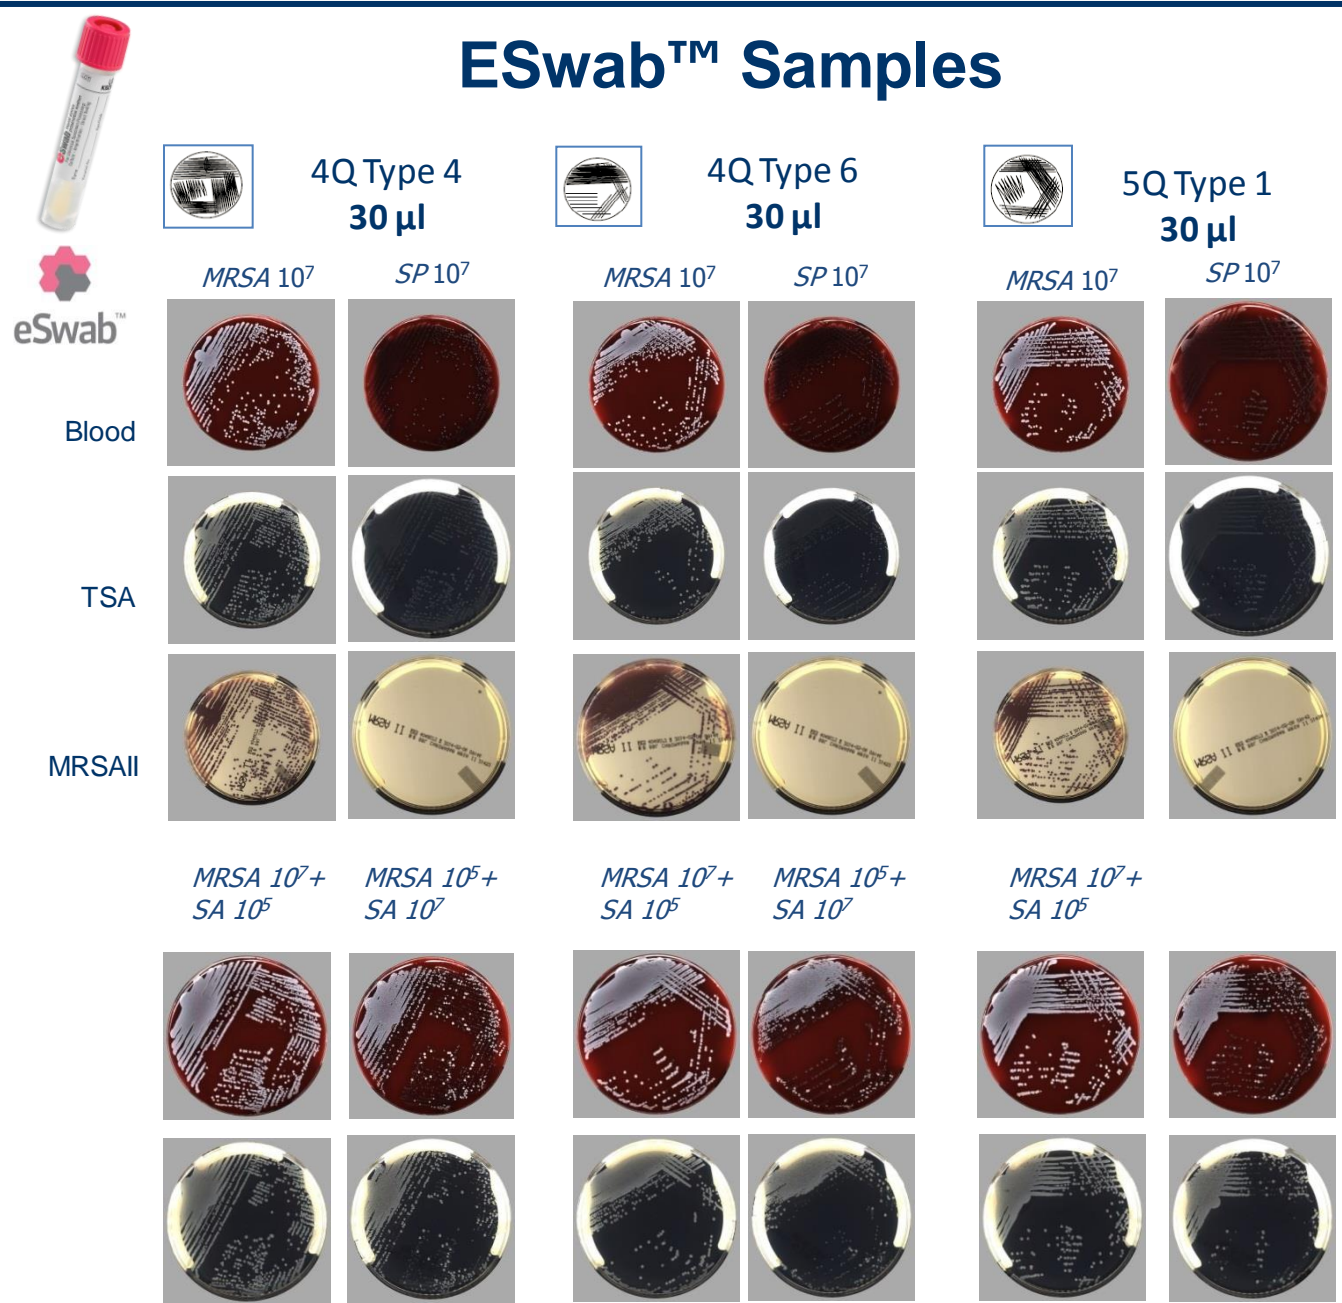 ESwab™ Samples
eSwab
4Q Type 4
30 µl
4Q Type 6
30 µl
5Q Type 1
30 µl
MRSA 10⁷
SP 10⁷
MRSA 10⁷
SP 10⁷
MRSA 10⁷
SP 10⁷
eSwab™
Blood
TSA
MRSAII
MRSA 10⁷+
SA 10⁵
MRSA 10⁵+
SA 10⁷
MRSA 10⁷+
SA 10⁵
MRSA 10⁵+
SA 10⁷
MRSA 10⁷+
SA 10⁵